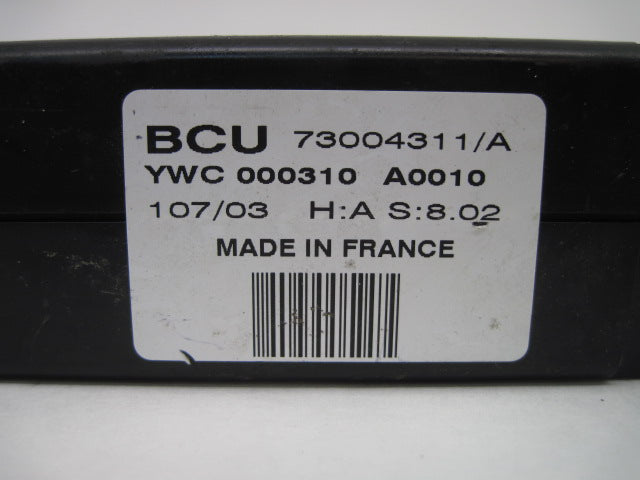 BCU 73004311/A
YWC 000310 A0010
107/03 H:A S:8.02
MADE IN FRANCE